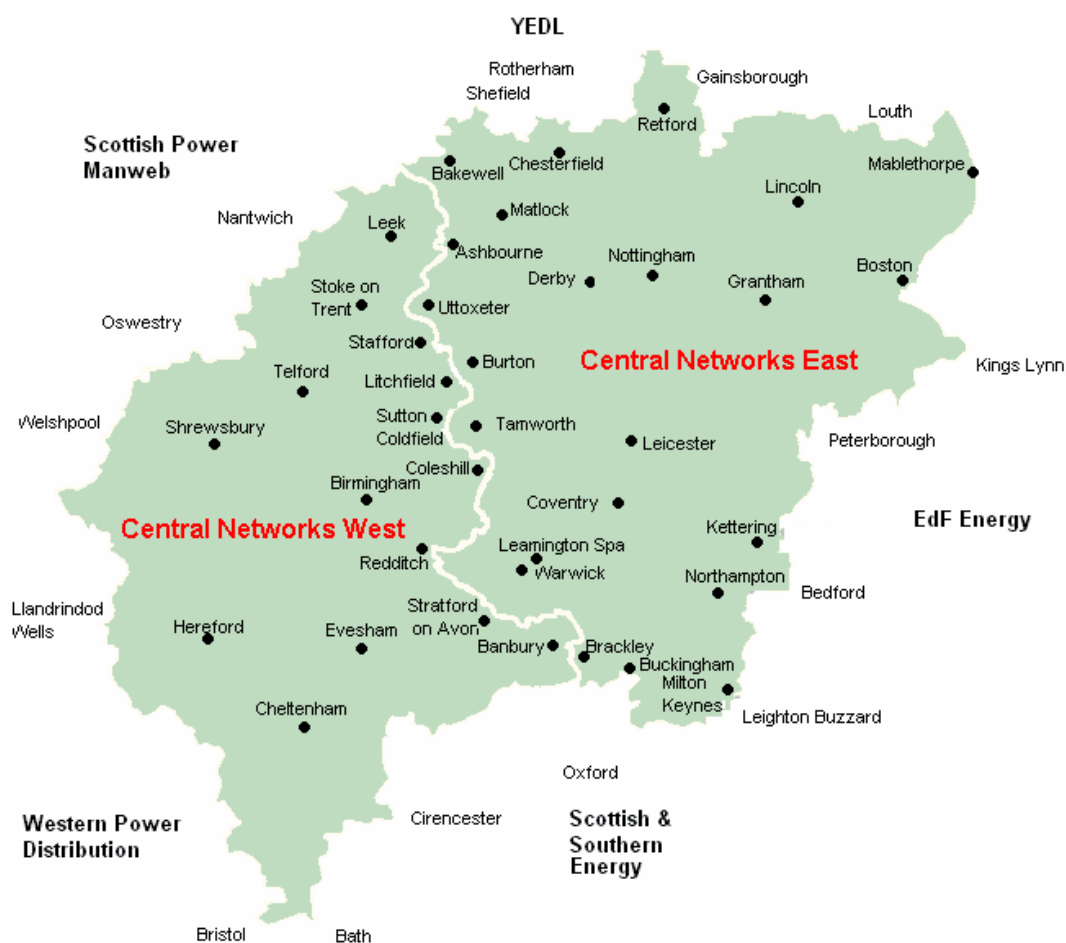 YEDL
Rotherham
Gainsborough
Shefield
Louth
Retford
Scottish Power
Manweb
Chesterfield
Bakewell
Mablethorpe
Lincoln
Nantwich
Matlock
Leek
Ashbourne
Nottingham
Boston
Derby
Grantham
Stoke on
Trent
Uttoxeter
Oswestry
Stafford
Burton
Central Networks East
Kings Lynn
Telford
Litchfield
Welshpool
Sutton
Coldfield
Tamworth
Shrewsbury
Leicester
Peterborough
Coleshill
Birmingham
Coventry
Central Networks West
EdF Energy
Kettering
Redditch
Leamington Spa
Warwick
Northampton
Bedford
Llandrindod
Wells
Stratford
on Avon
Hereford
Evesham
Banbury
Brackley
Buckingham
Milton
Keynes
Cheltenham
Leighton Buzzard
Oxford
Cirencester
Western Power
Distribution
Scottish &
Southern
Energy
Bristol
Bath